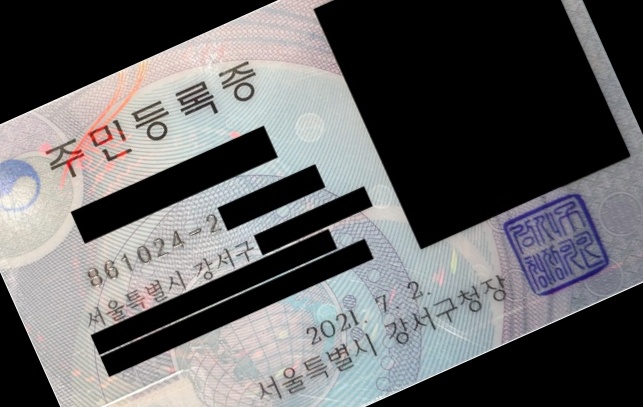 주민등록증
861024-2
서울특별시 강서구
2021. 7. 2.
서울특별시 강서구청장